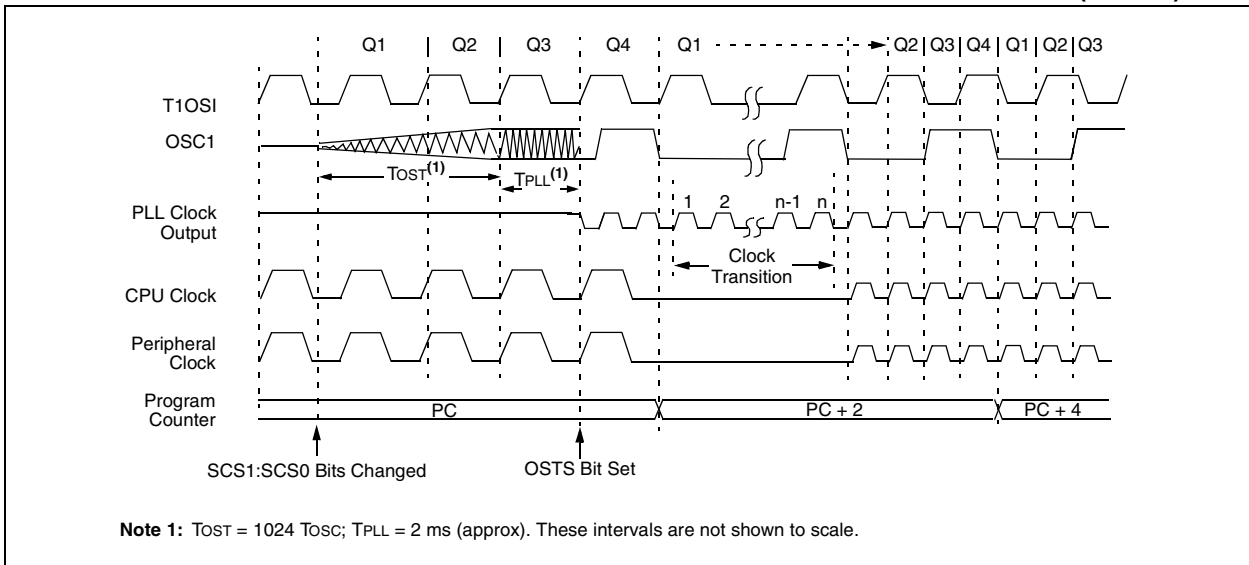 Q1 Q2 Q3 Q4 Q1 Q2 Q3 Q4 Q1 Q2 Q3
T1OSI
OSC1
TOST(1)
TPLL(1)
PLL Clock
Output
1 2 n-1 n
Clock
Transition
CPU Clock
Peripheral
Clock
Program
Counter
PC PC + 2 PC + 4
SCS1:SCS0 Bits Changed
OSTS Bit Set
Note 1: TOST = 1024 TOSC; TPLL = 2 ms (approx). These intervals are not shown to scale.